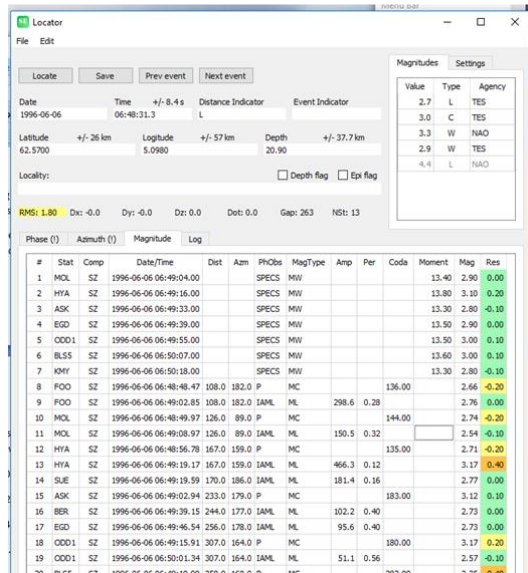 Menu Bar
SE Locator
File Edit
Locate Save Prev event Next event
Magnitudes Settings
Value Type Agency
2.7 L TES
3.0 C TES
3.3 W NAO
2.9 W TES
4.4 L NAO
Date Time +/- 8.4 s Distance Indicator Event Indicator
1996-06-06 06:48:31.3 L
Latitude +/- 26 km Logitude +/- 57 km Depth +/- 37.7 km
62.5700 5.0980 20.90
Locality: Depth flag Epi flag
RMS: 1.80 Dx: -0.0 Dy: -0.0 Dz: 0.0 Dot: 0.0 Gap: 263 NSt: 13
Phase (!) Azimuth (!) Magnitude Log
# Stat Comp Date/Time Dist Azm PhObs MagType Amp Per Coda Moment Mag Res
1 MOL SZ 1996-06-06 06:49:04.00 SPECS MW 13.40 2.90 0.00
2 HYA SZ 1996-06-06 06:49:16.00 SPECS MW 13.80 3.10 0.20
3 ASK SZ 1996-06-06 06:49:33.00 SPECS MW 13.30 2.80 -0.10
4 EGD SZ 1996-06-06 06:49:39.00 SPECS MW 13.50 2.90 0.00
5 ODD1 SZ 1996-06-06 06:49:55.00 SPECS MW 13.50 3.00 0.10
6 BLS5 SZ 1996-06-06 06:50:07.00 SPECS MW 13.60 3.00 0.10
7 KMY SZ 1996-06-06 06:50:18.00 SPECS MW 13.30 2.80 -0.10
8 FOO SZ 1996-06-06 06:48:48.47 108.0 182.0 P MC 136.00 2.66 -0.20
9 FOO SZ 1996-06-06 06:49:02.85 108.0 182.0 IAML ML 298.6 0.28 2.76 0.00
10 MOL SZ 1996-06-06 06:48:49.97 126.0 89.0 P MC 144.00 2.74 -0.20
11 MOL SZ 1996-06-06 06:49:08.97 126.0 89.0 IAML ML 150.5 0.32 2.54 -0.10
12 HYA SZ 1996-06-06 06:48:56.78 167.0 159.0 P MC 135.00 2.71 -0.20
13 HYA SZ 1996-06-06 06:49:19.17 167.0 159.0 IAML ML 466.3 0.12 3.17 0.40
14 SUE SZ 1996-06-06 06:49:19.59 170.0 186.0 IAML ML 181.4 0.16 2.77 0.00
15 ASK SZ 1996-06-06 06:49:02.94 233.0 179.0 P MC 183.00 3.12 0.10
16 BER SZ 1996-06-06 06:49:39.15 244.0 177.0 IAML ML 102.2 0.40 2.73 0.00
17 EGD SZ 1996-06-06 06:49:46.54 256.0 178.0 IAML ML 95.6 0.40 2.73 0.00
18 ODD1 SZ 1996-06-06 06:49:15.91 307.0 164.0 P MC 180.00 3.17 0.20
19 ODD1 SZ 1996-06-06 06:50:01.34 307.0 164.0 IAML ML 51.1 0.56 2.57 -0.10